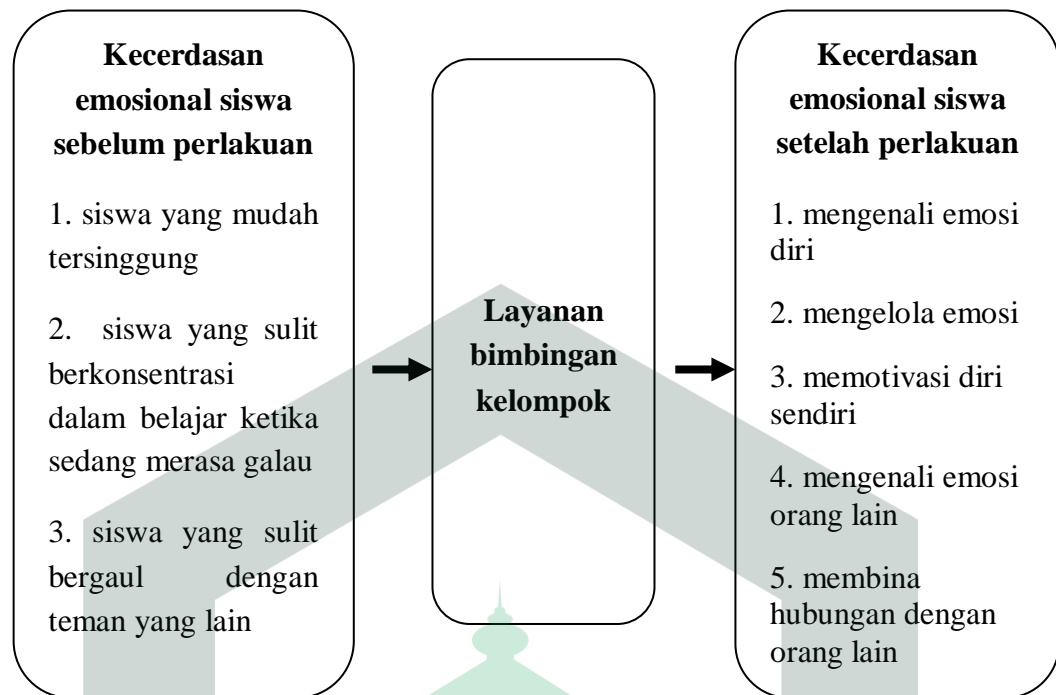 Kecerdasan
emosional siswa
sebelum perlakuan
1. siswa yang mudah
tersinggung
2. siswa yang sulit
berkonsentrasi
dalam belajar ketika
sedang merasa galau
3. siswa yang sulit
bergaul dengan
teman yang lain
Layanan
bimbingan
kelompok
Kecerdasan
emosional siswa
setelah perlakuan
1. mengenali emosi
diri
2. mengelola emosi
3. memotivasi diri
sendiri
4. mengenali emosi
orang lain
5. membina
hubungan dengan
orang lain